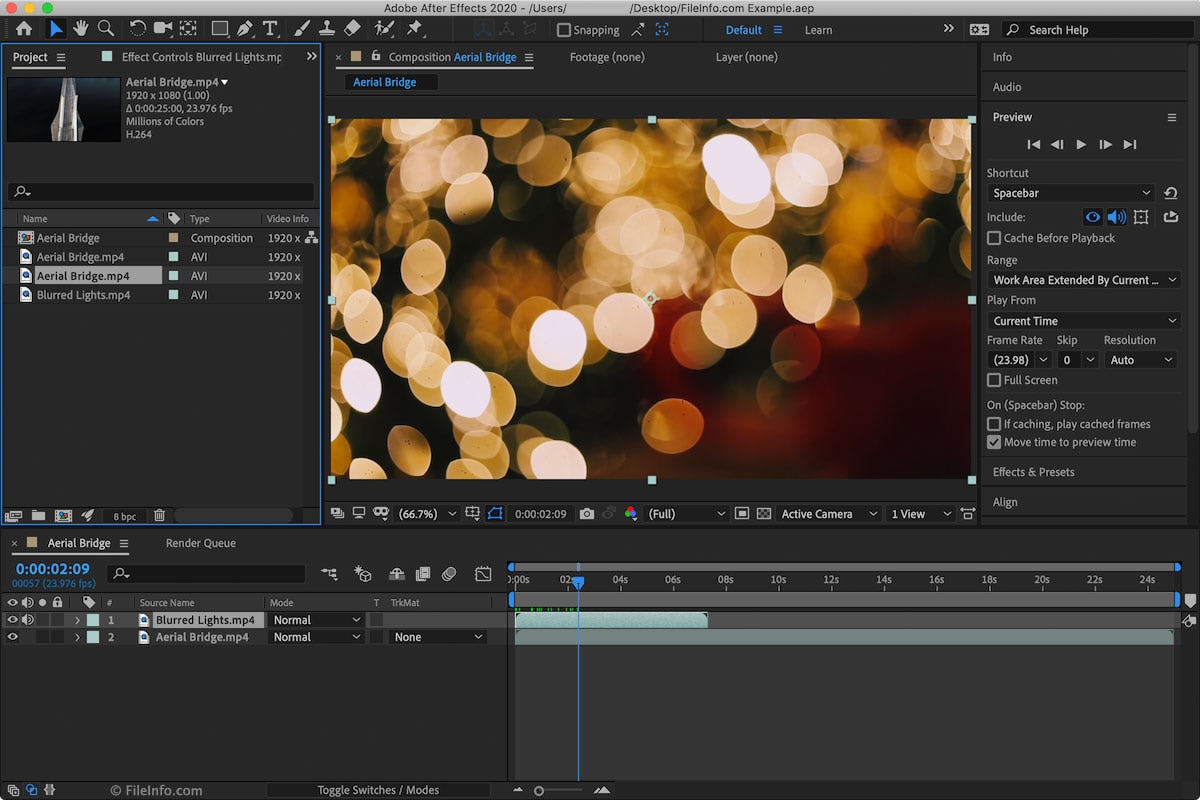 Adobe After Effects 2020 - /Users/ /Desktop/FileInfo.com Example.aep
Snapping
Default
Learn
Search Help
Project
Effect Controls Blurred Lights.mp
Composition Aerial Bridge
Footage (none)
Layer (none)
Info
Aerial Bridge.mp4
1920 x 1080 (1.00)
Δ 0:00:25:00, 23.976 fps
Millions of Colors
H.264
Aerial Bridge
Audio
Preview
Shortcut
Spacebar
Include:
Cache Before Playback
Range
Work Area Extended By Current ...
Play From
Current Time
Frame Rate Skip Resolution
(23.98) 0 Auto
Full Screen
On (Spacebar) Stop:
If caching, play cached frames
Move time to preview time
Effects & Presets
Align
Name Type Video Info
Aerial Bridge Composition 1920 x
Aerial Bridge.mp4 AVI 1920 x
Aerial Bridge.mp4 AVI 1920 x
Blurred Lights.mp4 AVI 1920 x
8 bpc
(66.7%) 0:00:02:09 (Full) Active Camera 1 View
Aerial Bridge
Render Queue
0:00:02:09
00057 (23.976 fps)
):00s 02s 04s 06s 08s 10s 12s 14s 16s 18s 20s 22s 24s
# Source Name Mode T TrkMat
1 Blurred Lights.mp4 Normal
2 Aerial Bridge.mp4 Normal None
© FileInfo.com
Toggle Switches / Modes